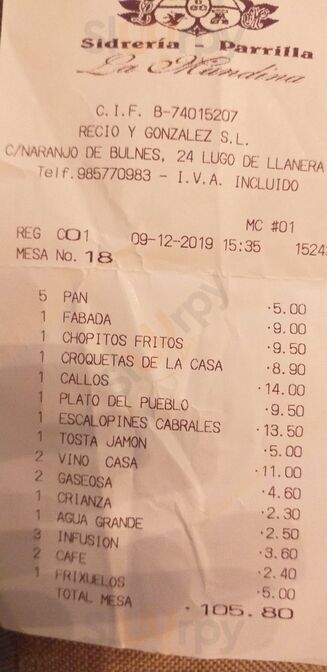 Sidrería - Parrilla
La Mundina
C.I.F. B-74015207
RECIO Y GONZALEZ S.L.
C/NARANJO DE BULNES, 24 LUGO DE LLANERA
Telf.985770983 - I.V.A. INCLUIDO
MC #01
REG C01 09-12-2019 15:35 1524
MESA No. 18
5 PAN ·5.00
1 FABADA ·9.00
1 CHOPITOS FRITOS ·9.50
1 CROQUETAS DE LA CASA ·8.90
1 CALLOS ·14.00
1 PLATO DEL PUEBLO ·9.50
1 ESCALOPINES CABRALES ·13.50
1 TOSTA JAMON ·5.00
2 VINO CASA ·11.00
2 GASEOSA ·4.60
1 CRIANZA ·2.30
1 AGUA GRANDE ·2.50
3 INFUSION ·3.60
2 CAFE ·2.40
1 FRIXUELOS ·5.00
TOTAL MESA ·105.80